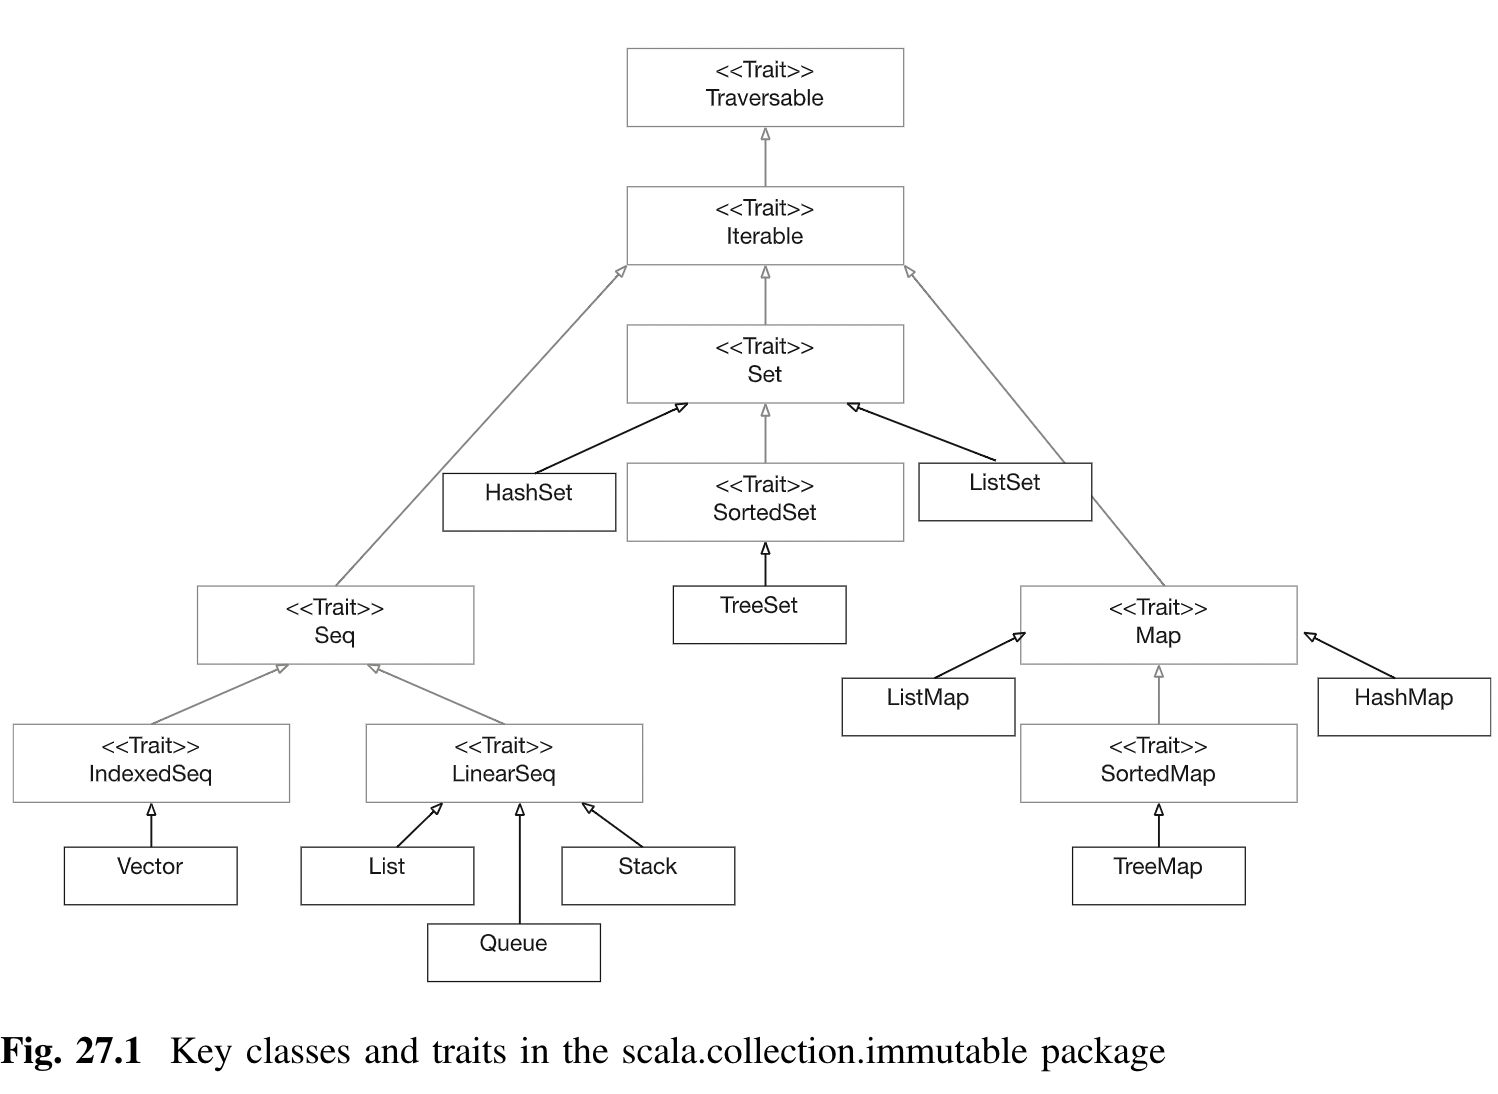 <<Trait>>
Traversable
<<Trait>>
Iterable
<<Trait>>
Set
HashSet
<<Trait>>
SortedSet
ListSet
TreeSet
<<Trait>>
Seq
<<Trait>>
Map
ListMap
HashMap
<<Trait>>
IndexedSeq
<<Trait>>
LinearSeq
<<Trait>>
SortedMap
Vector
List
Stack
TreeMap
Queue
Fig. 27.1 Key classes and traits in the scala.collection.immutable package